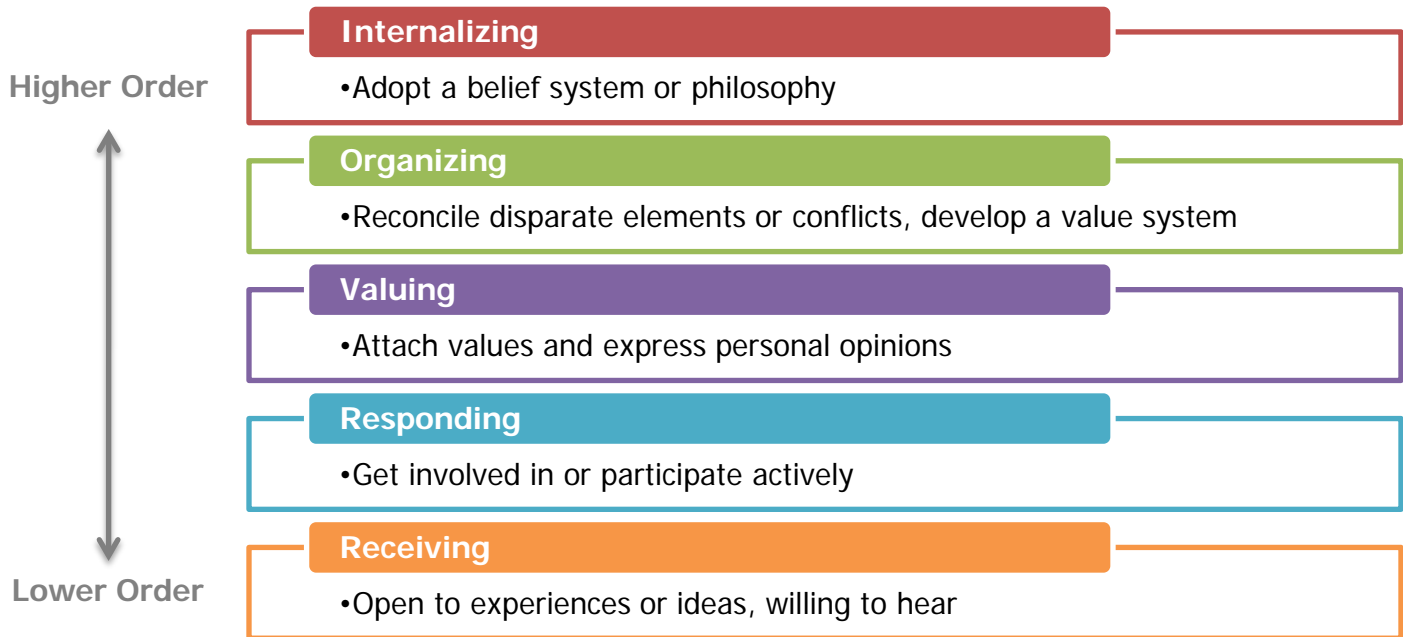 Internalizing
Higher Order
•Adopt a belief system or philosophy
Organizing
•Reconcile disparate elements or conflicts, develop a value system
Valuing
•Attach values and express personal opinions
Responding
•Get involved in or participate actively
Receiving
Lower Order
•Open to experiences or ideas, willing to hear